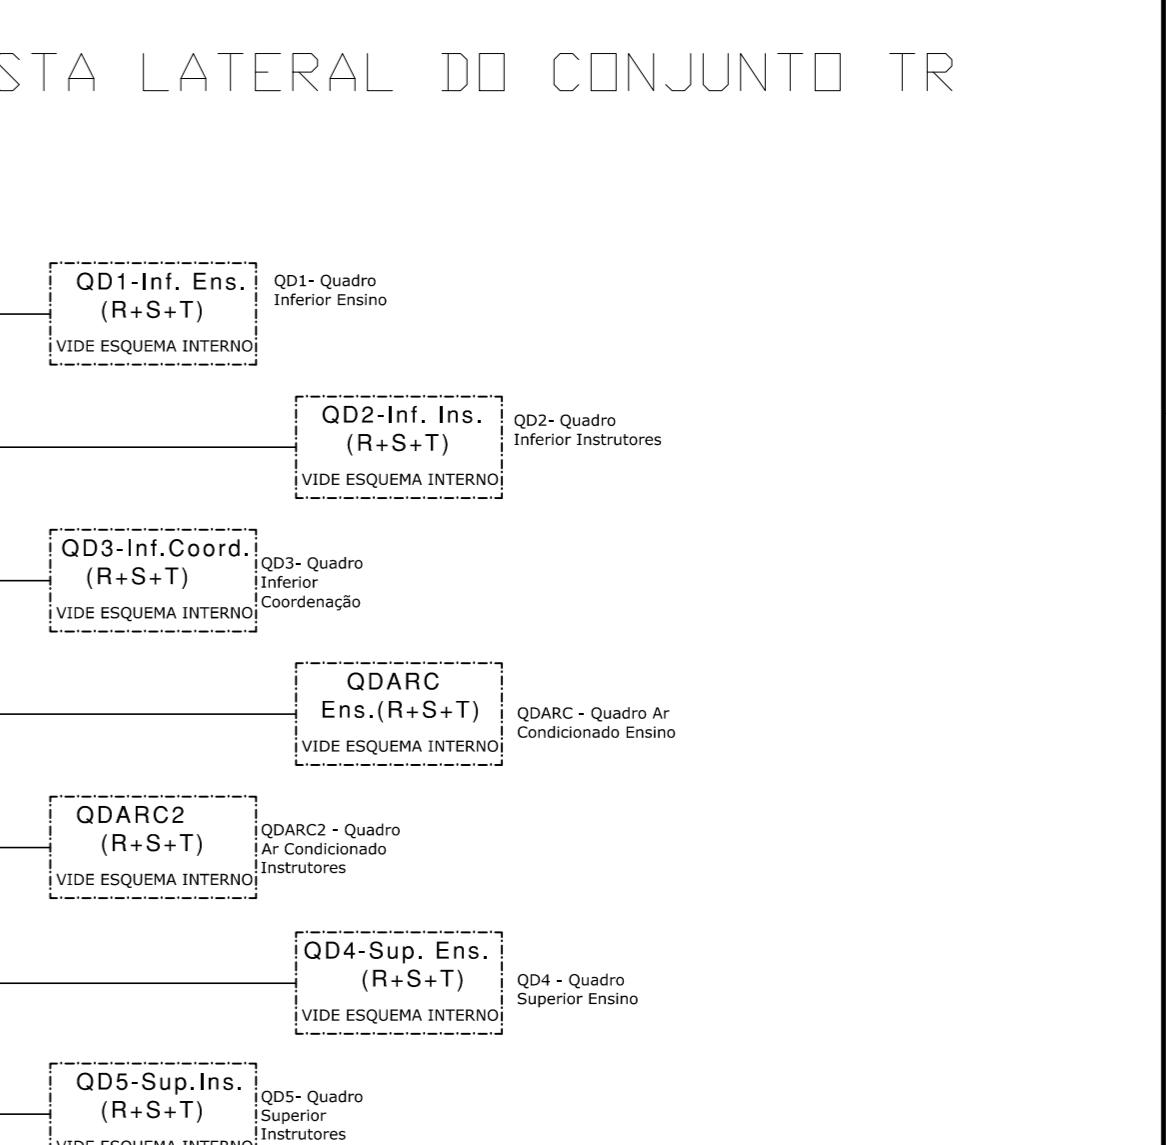 STA LATERAL DO CONJUNTO TR
QD1-Inf. Ens.
(R+S+T)
VIDE ESQUEMA INTERNO
QD1- Quadro
Inferior Ensino
QD2-Inf. Ins.
(R+S+T)
VIDE ESQUEMA INTERNO
QD2- Quadro
Inferior Instrutores
QD3-Inf.Coord.
(R+S+T)
VIDE ESQUEMA INTERNO
QD3- Quadro
Inferior
Coordenação
QDARC
Ens.(R+S+T)
VIDE ESQUEMA INTERNO
QDARC - Quadro Ar
Condicionado Ensino
QDARC2
(R+S+T)
VIDE ESQUEMA INTERNO
QDARC2 - Quadro
Ar Condicionado
Instrutores
QD4-Sup. Ens.
(R+S+T)
VIDE ESQUEMA INTERNO
QD4 - Quadro
Superior Ensino
QD5-Sup.Ins.
(R+S+T)
VIDE ESQUEMA INTERNO
QD5- Quadro
Superior
Instrutores